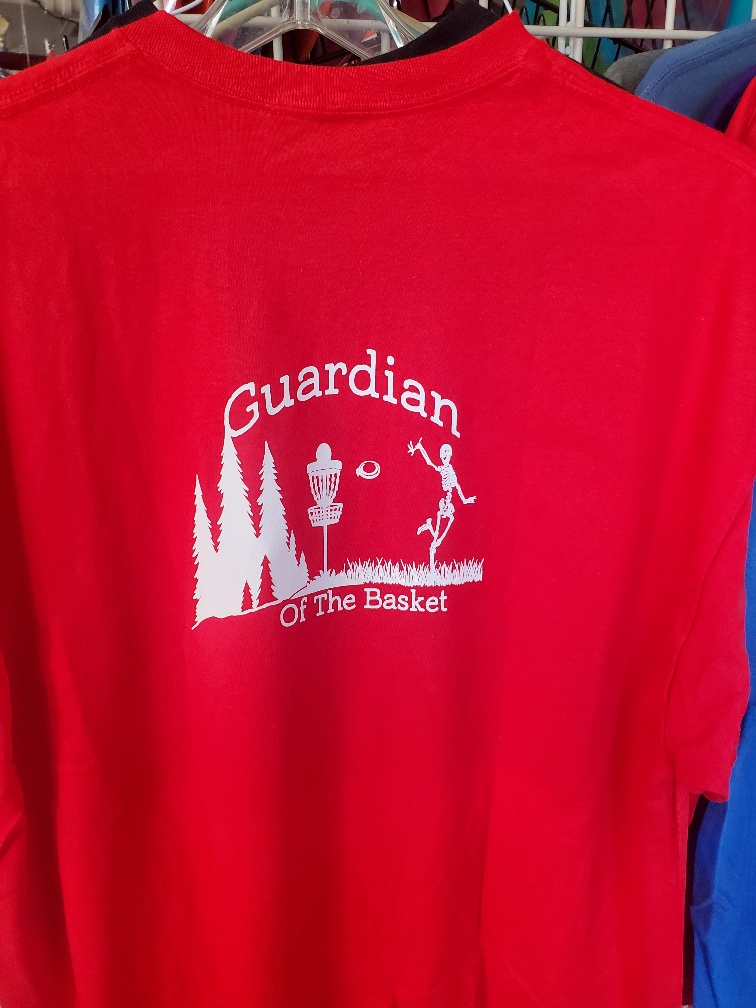 Guardian
Of The Basket